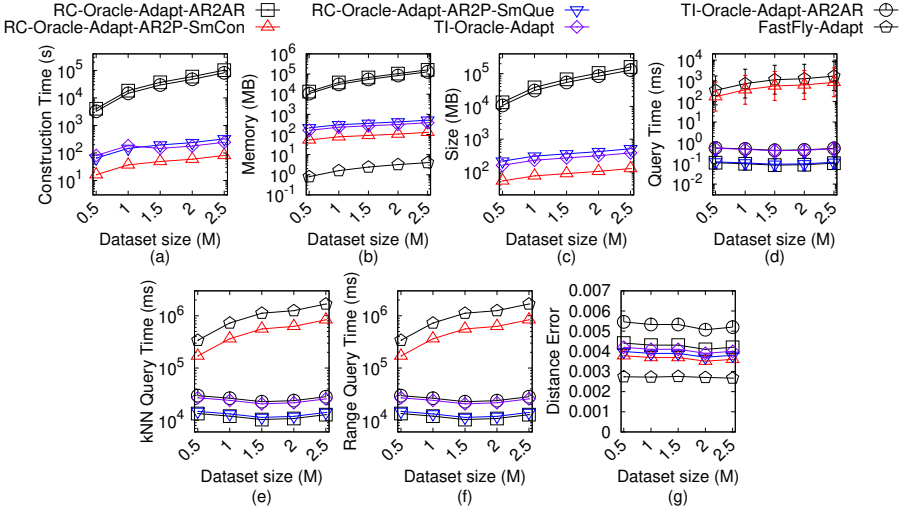 RC-Oracle-Adapt-AR2AR RC-Oracle-Adapt-AR2P-SmQue TI-Oracle-Adapt-AR2AR
RC-Oracle-Adapt-AR2P-SmCon TI-Oracle-Adapt FastFly-Adapt
Construction Time (s)
10^5
10^4
10^3
10^2
10^1
0.5 1 1.5 2 2.5
Dataset size (M)
(a)
Memory (MB)
10^6
10^5
10^4
10^3
10^2
10^1
10^0
10^-1
0.5 1 1.5 2 2.5
Dataset size (M)
(b)
Size (MB)
10^5
10^4
10^3
10^2
0.5 1 1.5 2 2.5
Dataset size (M)
(c)
Query Time (ms)
10^4
10^3
10^2
10^1
10^0
10^-1
10^-2
0.5 1 1.5 2 2.5
Dataset size (M)
(d)
kNN Query Time (ms)
10^6
10^5
10^4
0.5 1 1.5 2 2.5
Dataset size (M)
(e)
Range Query Time (ms)
10^6
10^5
10^4
0.5 1 1.5 2 2.5
Dataset size (M)
(f)
Distance Error
0.007
0.006
0.005
0.004
0.003
0.002
0.001
0
0.5 1 1.5 2 2.5
Dataset size (M)
(g)